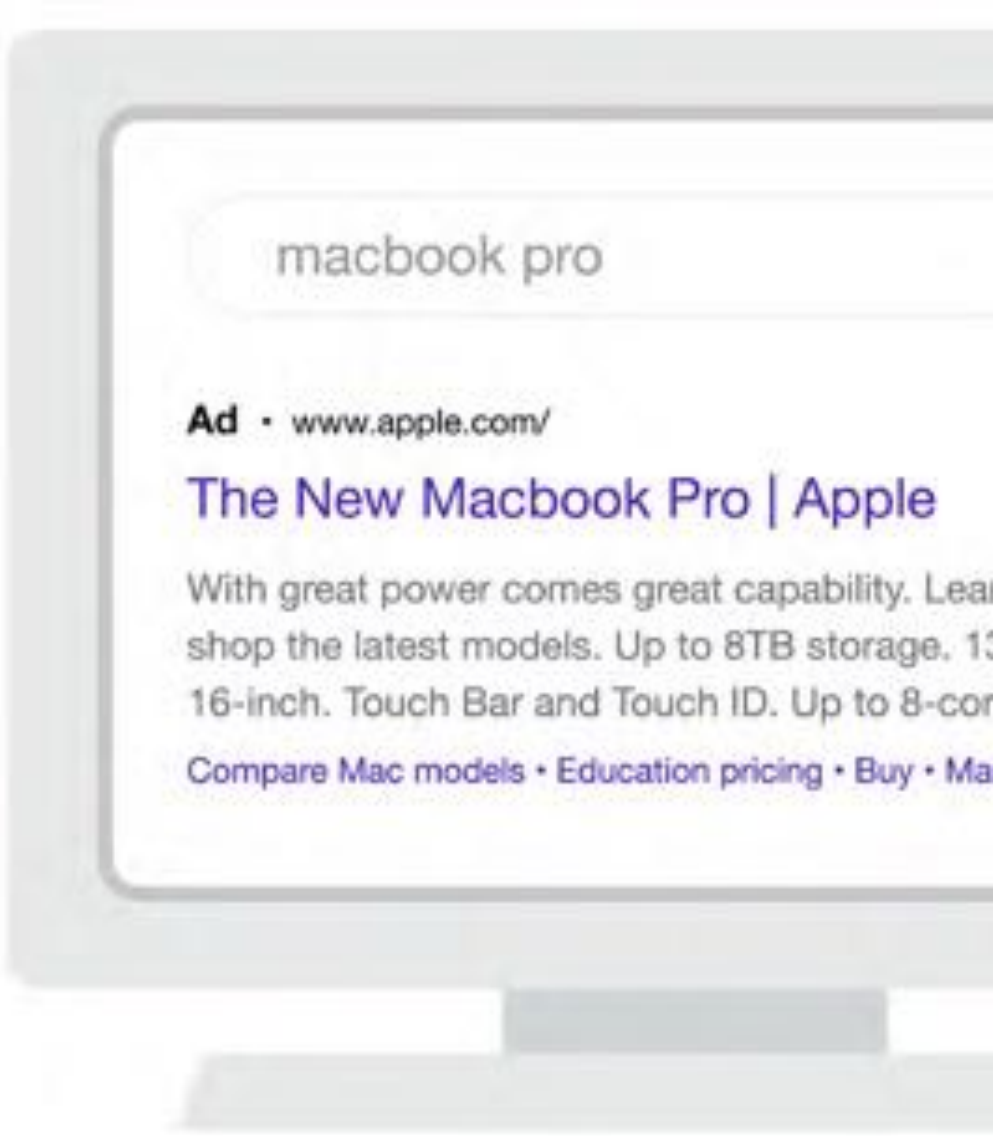 macbook pro
Ad · www.apple.com/
The New Macbook Pro | Apple
With great power comes great capability.
shop the latest models. Up to 8TB storage.
16-inch. Touch Bar and Touch ID. Up to
Compare Mac models • Education pricing • Buy •